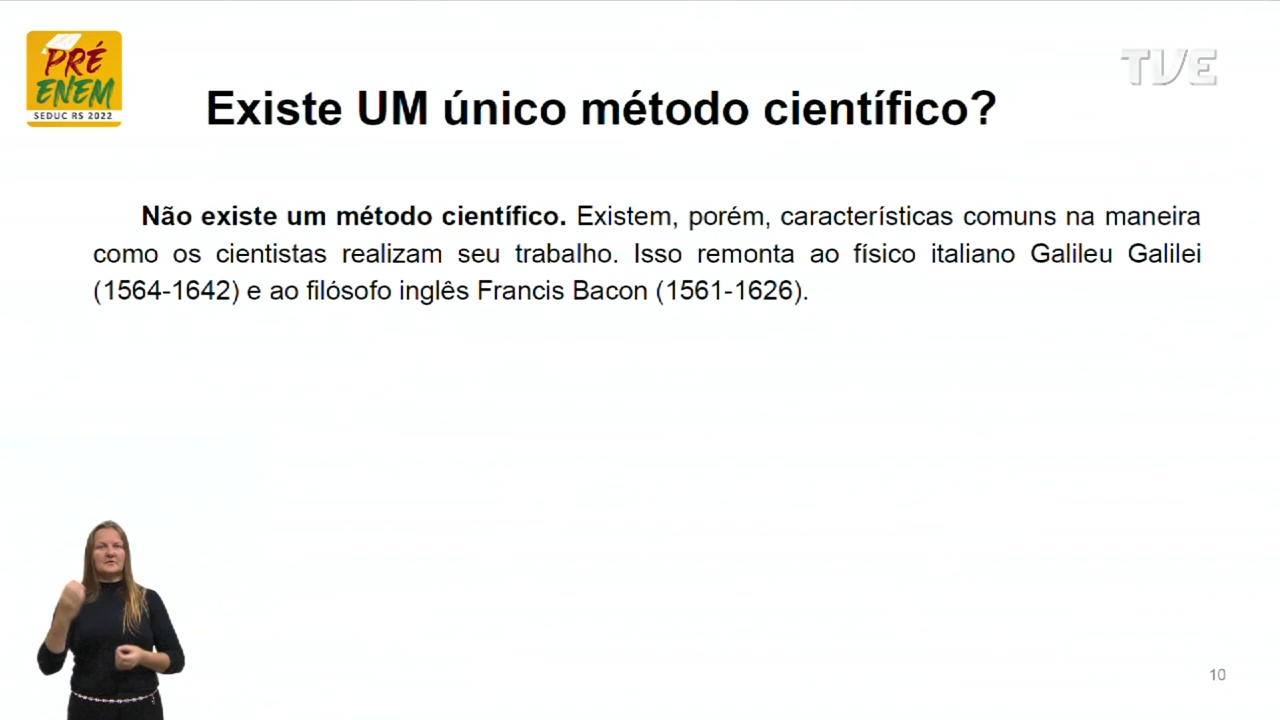 PRÉ
ENEM
SEDUC RS 2022
TVE
Existe UM único método científico?
Não existe um método científico. Existem, porém, características comuns na maneira
como os cientistas realizam seu trabalho. Isso remonta ao físico italiano Galileu Galilei
(1564-1642) e ao filósofo inglês Francis Bacon (1561-1626).
10